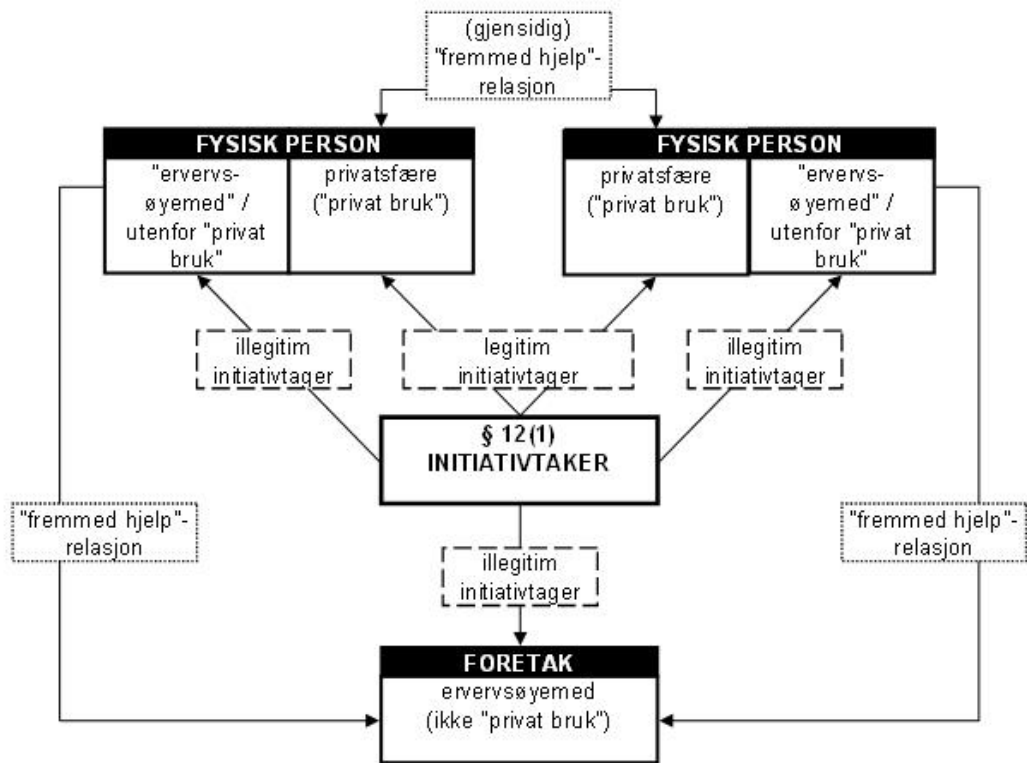 (gjensidig)
"fremmed hjelp"-
relasjon
FYSISK PERSON
"ervervs-
øyemed" /
utenfor "privat
bruk"
privatsfære
("privat bruk")
FYSISK PERSON
privatsfære
("privat bruk")
"ervervs-
øyemed" /
utenfor "privat
bruk"
illegitim
initiativtager
legitim
initiativtager
illegitim
initiativtager
§ 12(1)
INITIATIVTAKER
"fremmed hjelp"-
relasjon
"fremmed hjelp"-
relasjon
illegitim
initiativtager
FORETAK
ervervsøyemed
(ikke "privat bruk")